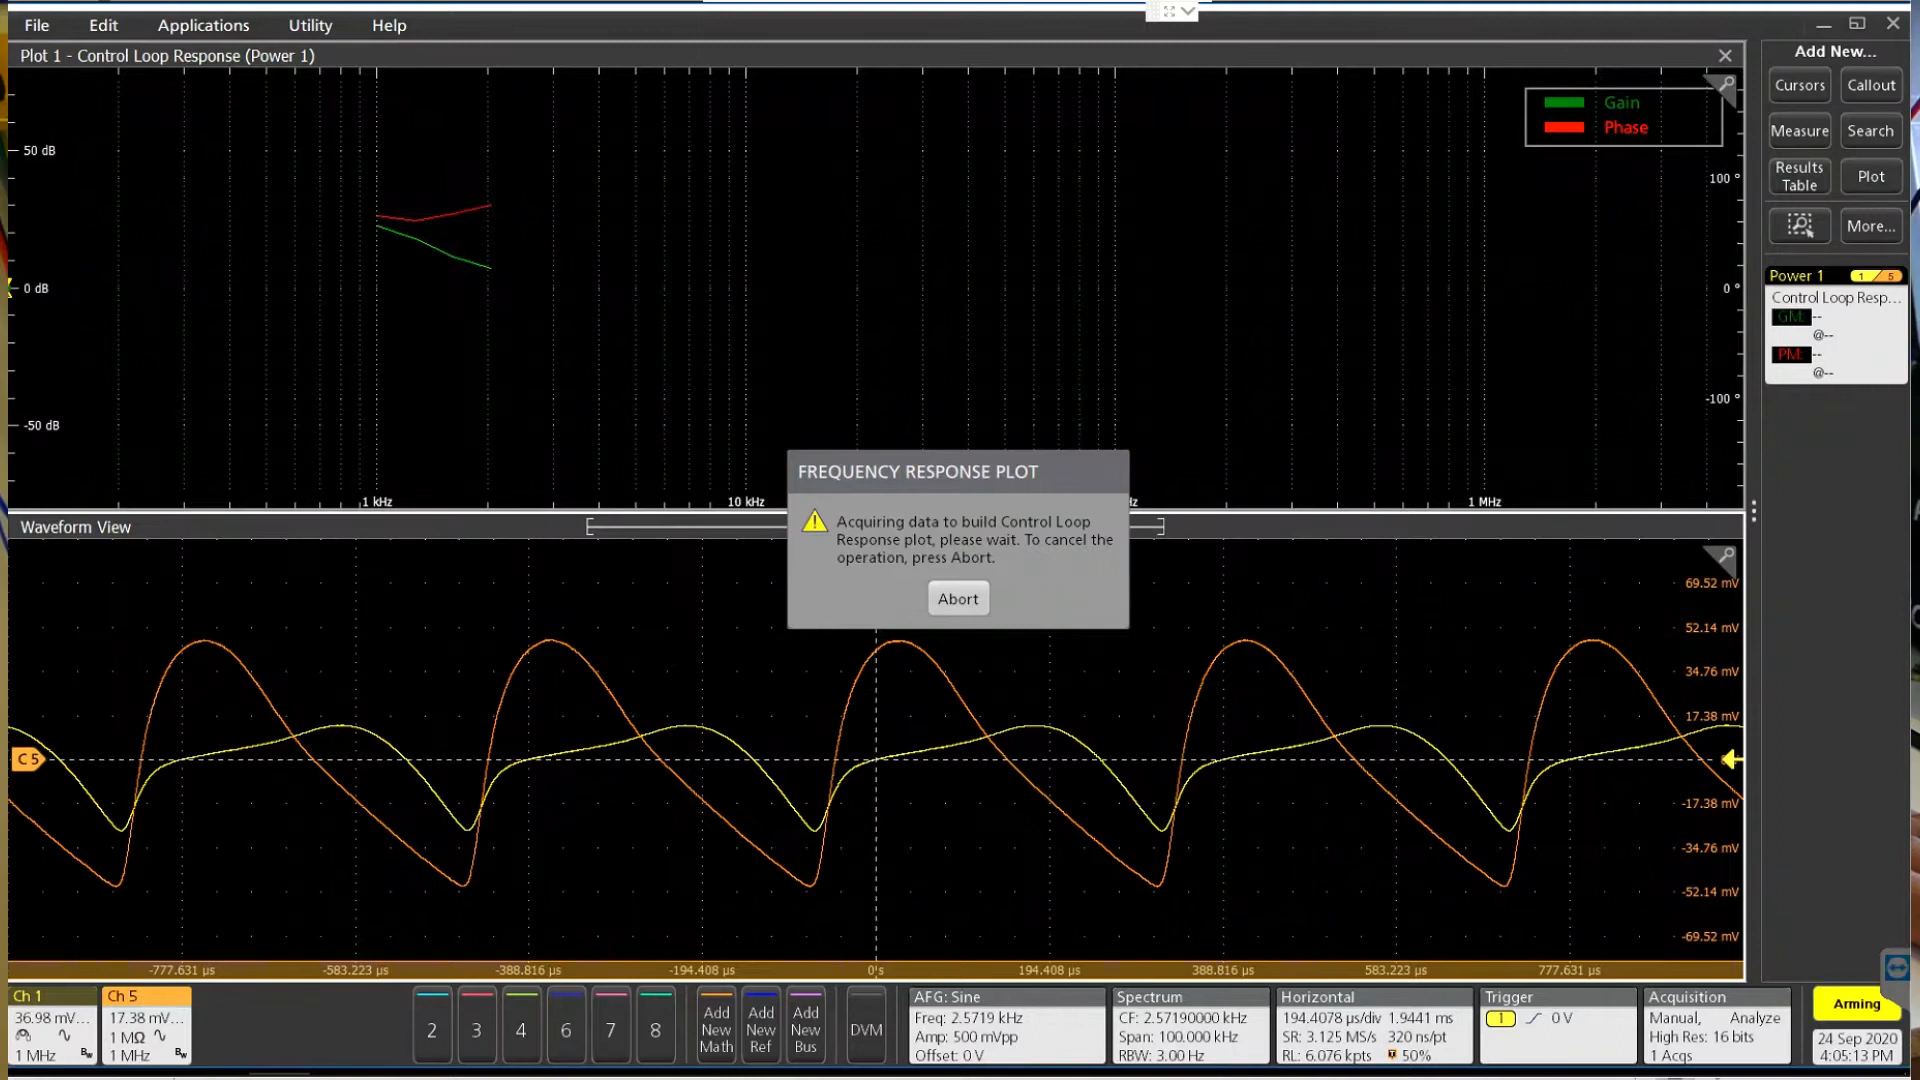 File Edit Applications Utility Help
Plot 1 - Control Loop Response (Power 1)
Gain
Phase
50 dB
0 dB
-50 dB
100 °
0 °
-100 °
1 kHz
10 kHz
1 MHz
FREQUENCY RESPONSE PLOT
Acquiring data to build Control Loop
Response plot, please wait. To cancel the
operation, press Abort.
Abort
Waveform View
69.52 mV
52.14 mV
34.76 mV
17.38 mV
-17.38 mV
-34.76 mV
-52.14 mV
-69.52 mV
C 5
-777.631 µs
-583.223 µs
-388.816 µs
-194.408 µs
0 s
194.408 µs
388.816 µs
583.223 µs
777.631 µs
Add New...
Cursors
Callout
Measure
Search
Results
Table
Plot
More...
Power 1
1
5
Control Loop Resp...
GM: --
@--
PM: --
@--
Ch 1
36.98 mV...
1 MHz Bw
Ch 5
17.38 mV...
1 MΩ
1 MHz Bw
2
3
4
6
7
8
Add
New
Math
Add
New
Ref
Add
New
Bus
DVM
AFG: Sine
Freq: 2.5719 kHz
Amp: 500 mVpp
Offset: 0 V
Spectrum
CF: 2.57190000 kHz
Span: 100.000 kHz
RBW: 3.00 Hz
Horizontal
194.4078 µs/div 1.9441 ms
SR: 3.125 MS/s 320 ns/pt
RL: 6.076 kpts 50%
Trigger
1 0 V
Acquisition
Manual, Analyze
High Res: 16 bits
1 Acqs
Arming
24 Sep 2020
4:05:13 PM